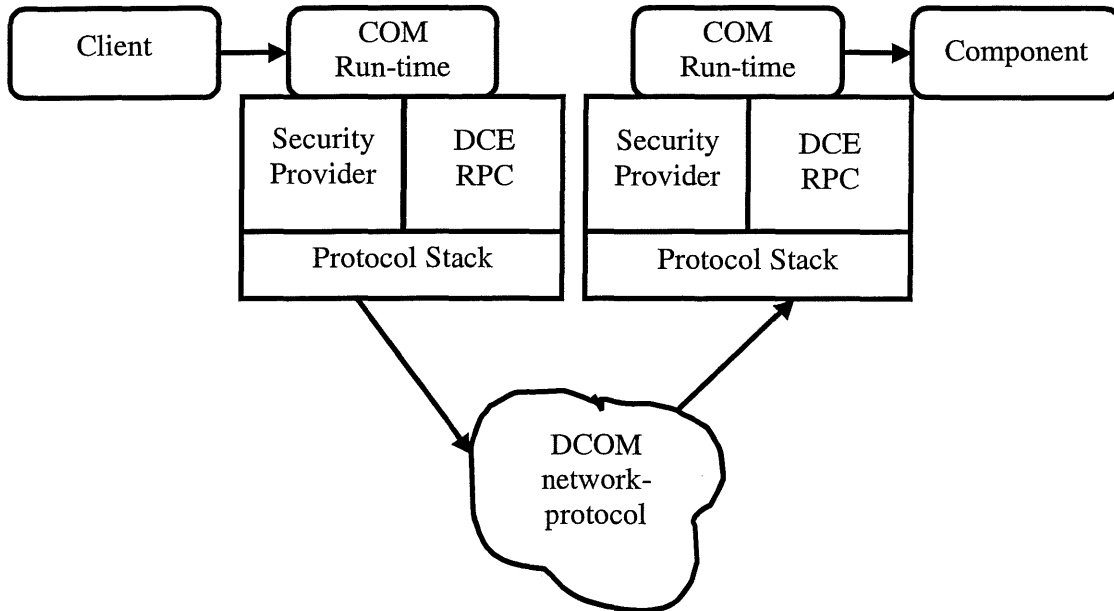 Client
COM
Run-time
COM
Run-time
Component
Security
Provider
DCE
RPC
Security
Provider
DCE
RPC
Protocol Stack
Protocol Stack
DCOM
network-
protocol